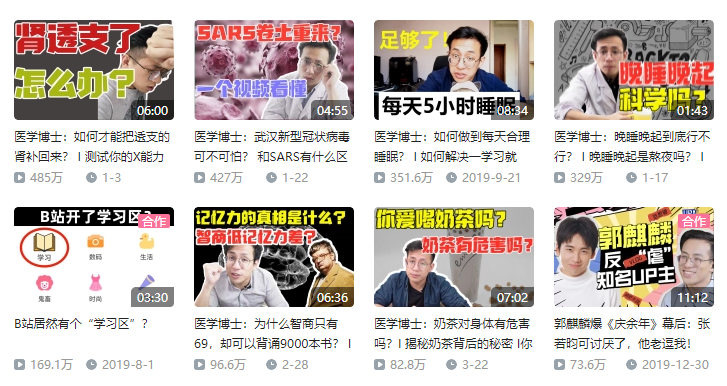 肾透支了
怎么办？
06:00
SARS卷土重来？
一个视频看懂
04:55
足够了！
每天5小时睡眠
08:34
晚睡晚起
科学吗？
01:43
医学博士：如何才能把透支的
肾补回来？ l 测试你的X能力
485万
1-3
医学博士：武汉新型冠状病毒
可不可怕？ 和SARS有什么区
427万
1-22
医学博士：如何做到每天合理
睡眠？ l 如何解决一学习就
351.6万
2019-9-21
医学博士：晚睡晚起到底行不
行？ l 晚睡晚起是熬夜吗？ l
329万
1-17
B站开了学习区？
合作
学习
数码
生活
鬼畜
时尚
03:30
记忆力的真相是什么？
智商低记忆力差？
06:36
你爱喝奶茶吗？
奶茶有危害吗？
07:02
合作
郭麒麟
反“虐”
知名UP主
11:12
B站居然有个“学习区”？
169.1万
2019-8-1
医学博士：为什么智商只有
69，却可以背诵9000本书？ l
96.6万
2-28
医学博士：奶茶对身体有危害
吗？l 揭秘奶茶背后的秘密 l你
82.8万
3-22
郭麒麟爆《庆余年》幕后：张
若昀可讨厌了，他老逗我！
73.6万
2019-12-30